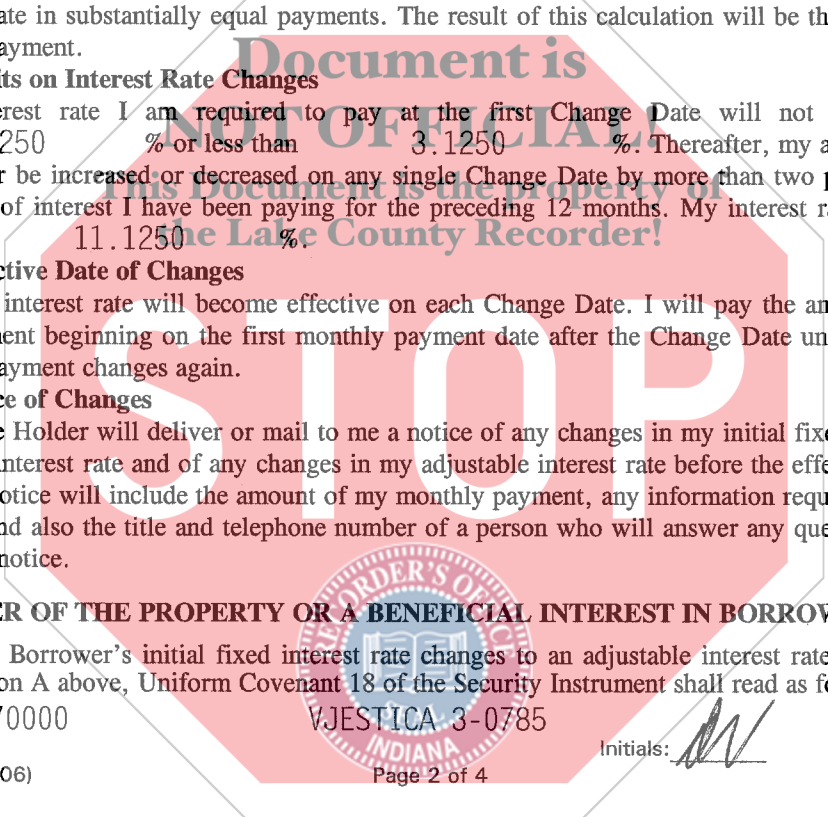 ate in substantially equal payments. The result of this calculation will be th
ayment.
Document is
ts on Interest Rate Changes
rest rate I am required to pay at the first Change Date will not
NOT OFFICIAL!
250 % or less than 3.1250 %. Thereafter, my a
r be increased or decreased on any single Change Date by more than two p
This Document is the property of
of interest I have been paying for the preceding 12 months. My interest r
the Lake County Recorder!
11.1250 %.
ctive Date of Changes
interest rate will become effective on each Change Date. I will pay the am
ent beginning on the first monthly payment date after the Change Date un
ayment changes again.
STOP
ce of Changes
e Holder will deliver or mail to me a notice of any changes in my initial fixe
interest rate and of any changes in my adjustable interest rate before the effe
otice will include the amount of my monthly payment, any information requ
nd also the title and telephone number of a person who will answer any que
notice.
RECORDER'S OFFICE
ER OF THE PROPERTY OR A BENEFICIAL INTEREST IN BORROW
Borrower's initial fixed interest rate changes to an adjustable interest rate
on A above, Uniform Covenant 18 of the Security Instrument shall read as fo
70000 VJESTICA 3-0785
SEAL
INDIANA
Initials:
06) Page 2 of 4